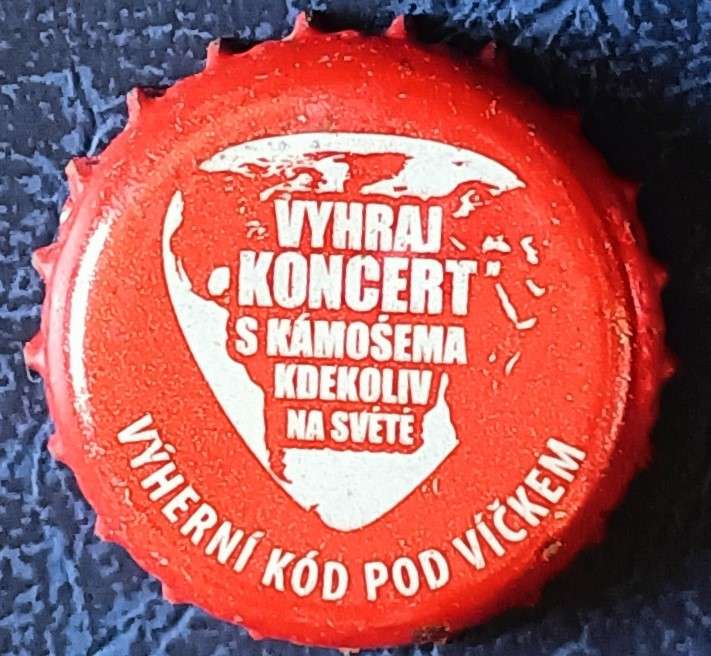 VYHRAJ
KONCERT
S KÁMOŠEMA
KDEKOLIV
NA SVĚTĚ
VÝHERNÍ KÓD POD VÍČKEM